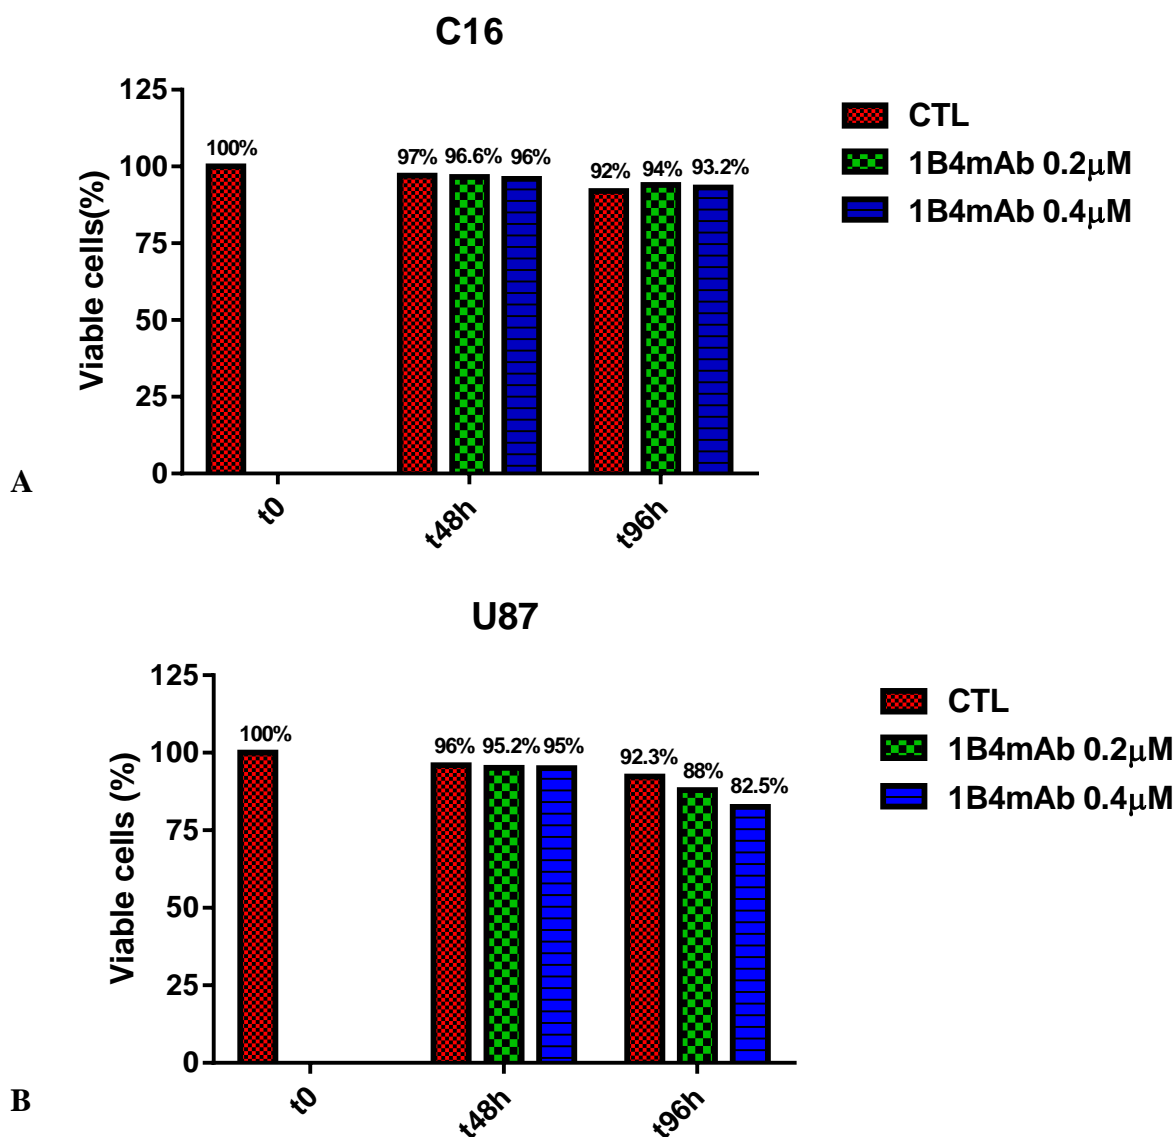 C16
125
100
75
50
25
0
Viable cells(%)
100%
97% 96.6% 96%
92% 94% 93.2%
t0 t48h t96h
CTL
1B4mAb 0.2μM
1B4mAb 0.4μM
A
U87
125
100
75
50
25
0
Viable cells (%)
100%
96% 95.2% 95%
92.3% 88% 82.5%
t0 t48h t96h
CTL
1B4mAb 0.2μM
1B4mAb 0.4μM
B